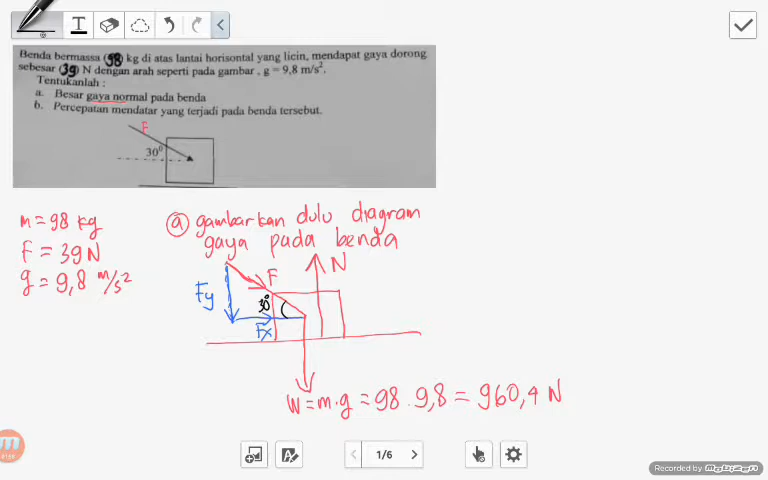 T
Benda bermassa (98) kg di atas lantai horisontal yang licin, mendapat gaya dorong
sebesar (39) N dengan arah seperti pada gambar , g = 9,8 m/s².
Tentukanlah :
a. Besar gaya normal pada benda
b. Percepatan mendatar yang terjadi pada benda tersebut.
F
30⁰
m = 98 kg
F = 39 N
g = 9,8 m/s²
a gambarkan dulu diagram
gaya pada benda
N
F
Fy
30°
Fx
W = m.g = 98 . 9,8 = 960,4 N
1/6
Recorded by Mobizen